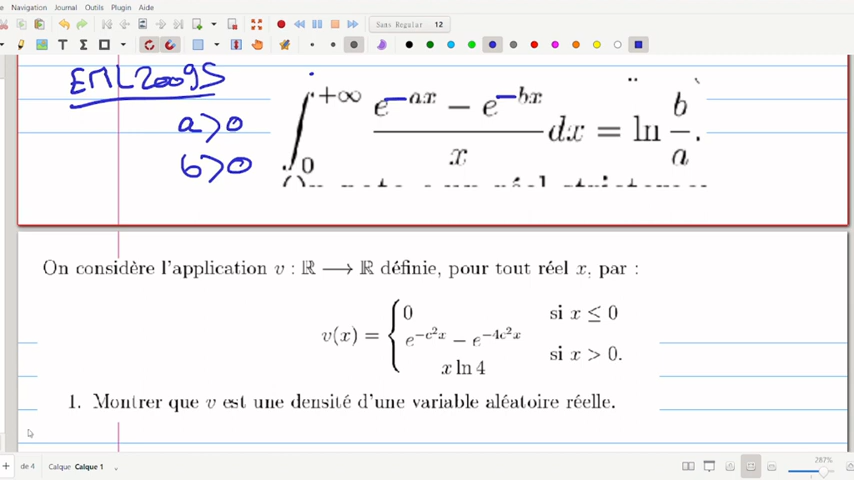 Navigation Journal Outils Plugin Aide
Sans Regular 12
EML 2009S
a>0
b>0
∫_0^{+∞} (e^{-ax} − e^{-bx})/x dx = ln b/a.
On considère l'application v : ℝ ⟶ ℝ définie, pour tout réel x, par :
v(x) = { 0 si x ≤ 0
(e^{-c²x} − e^{-4c²x})/(x ln 4) si x > 0.
1. Montrer que v est une densité d'une variable aléatoire réelle.
de 4 Calque Calque 1 287%